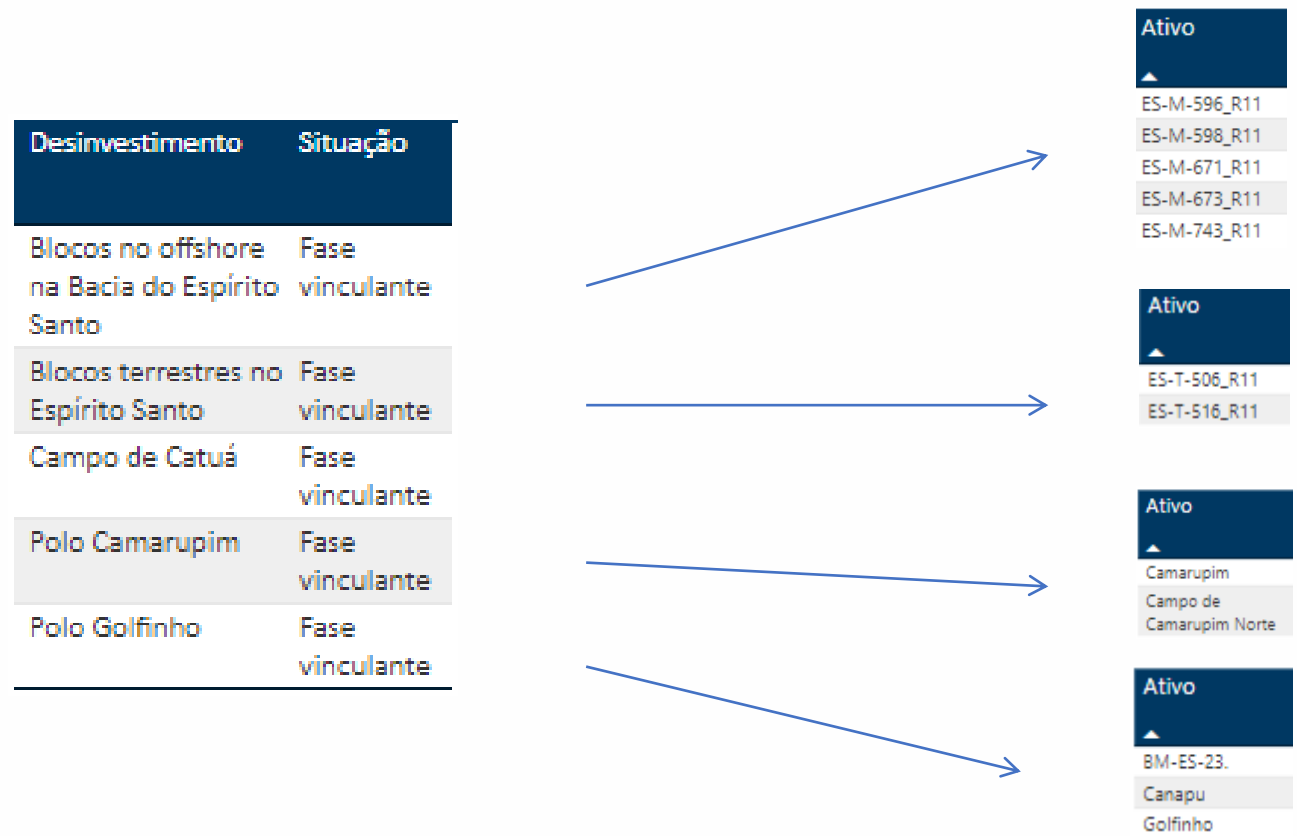 Desinvestimento Situação
Blocos no offshore Fase
na Bacia do Espírito vinculante
Santo
Blocos terrestres no Fase
Espírito Santo vinculante
Campo de Catuá Fase
vinculante
Polo Camarupim Fase
vinculante
Polo Golfinho Fase
vinculante
Ativo
ES-M-596_R11
ES-M-598_R11
ES-M-671_R11
ES-M-673_R11
ES-M-743_R11
Ativo
ES-T-506_R11
ES-T-516_R11
Ativo
Camarupim
Campo de
Camarupim Norte
Ativo
BM-ES-23.
Canapu
Golfinho